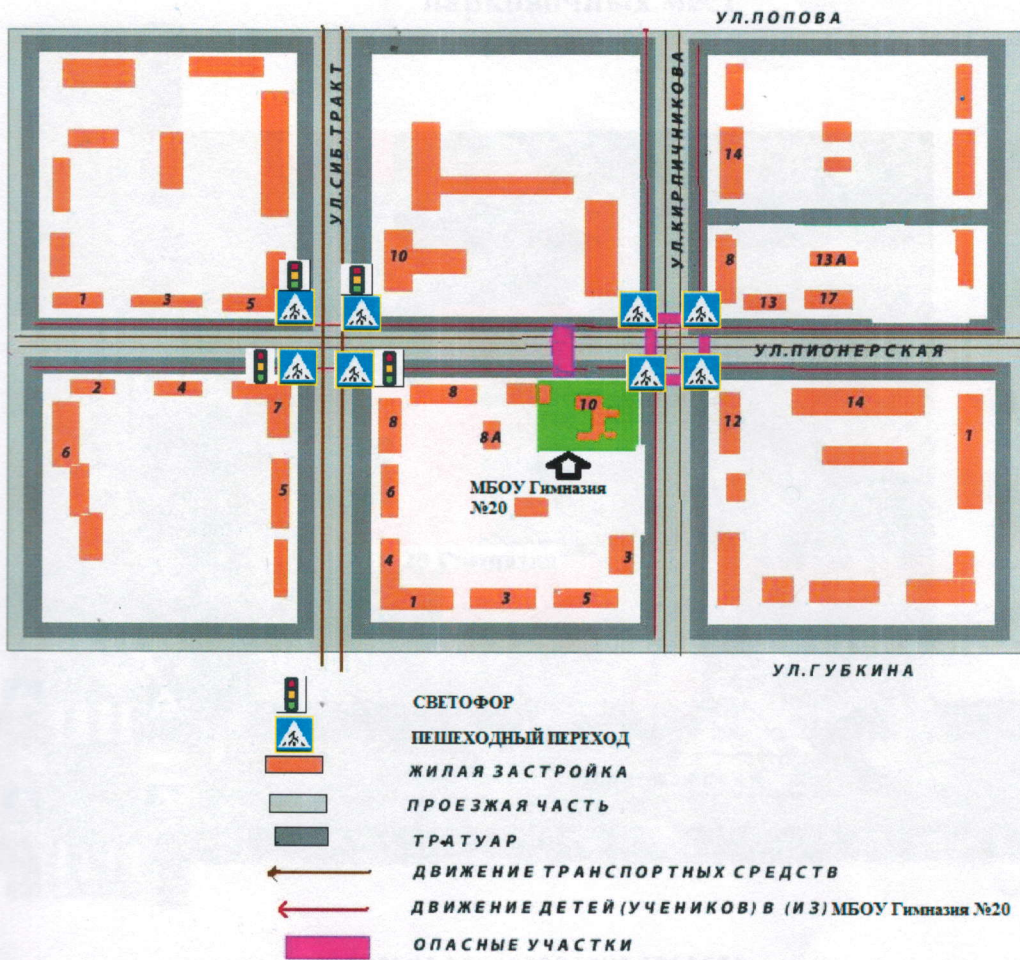 УЛ.ПОПОВА
УЛ.СИБ.ТРАКТ
УЛ.КИРПИЧНИКОВА
14
10
8
13 А
1
3
5
13
17
УЛ.ПИОНЕРСКАЯ
2
4
7
6
5
8
8
10
8 А
6
МБОУ Гимназия
№20
4
3
1
3
5
12
14
1
УЛ.ГУБКИНА
СВЕТОФОР
ПЕШЕХОДНЫЙ ПЕРЕХОД
ЖИЛАЯ ЗАСТРОЙКА
ПРОЕЗЖАЯ ЧАСТЬ
ТРАТУАР
ДВИЖЕНИЕ ТРАНСПОРТНЫХ СРЕДСТВ
ДВИЖЕНИЕ ДЕТЕЙ (УЧЕНИКОВ) В (ИЗ) МБОУ Гимназия №20
ОПАСНЫЕ УЧАСТКИ